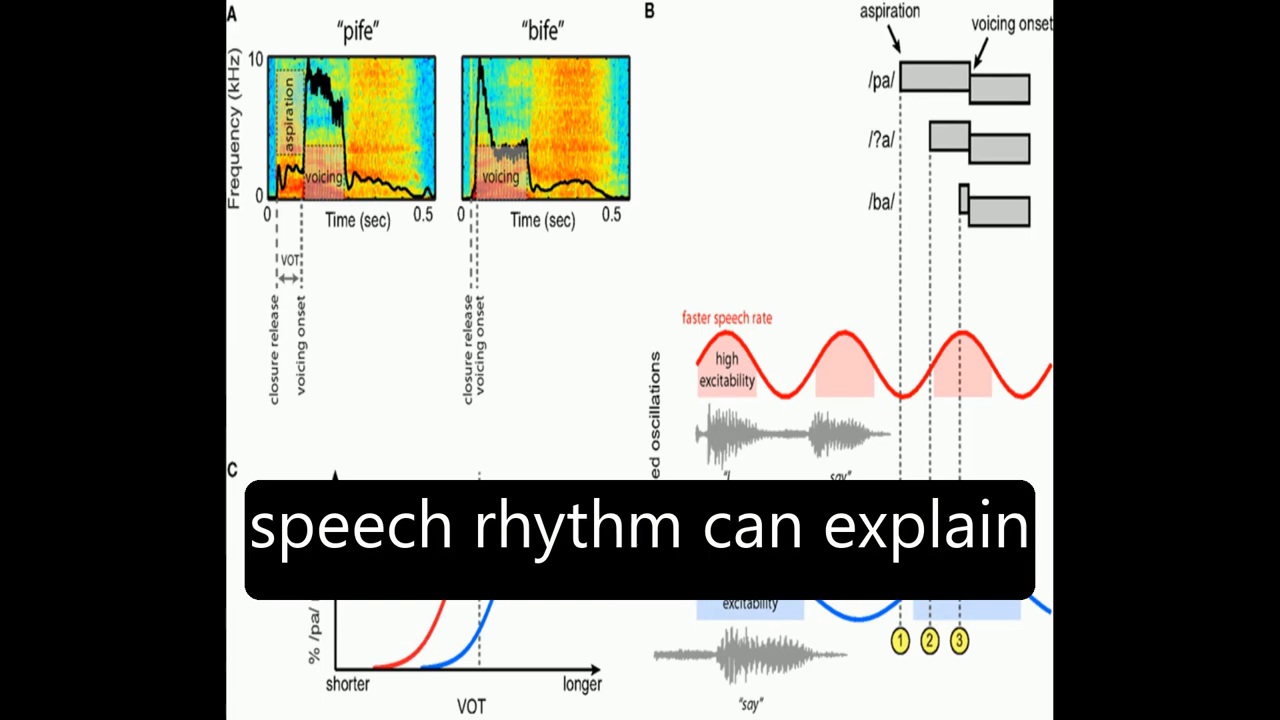 A
"pife"
"bife"
Frequency (kHz)
10
0
aspiration
voicing
voicing
0
Time (sec)
0.5
0
Time (sec)
0.5
VOT
closure release
voicing onset
closure release
voicing onset
B
aspiration
voicing onset
/pa/
/?a/
/ba/
faster speech rate
high
excitability
ed oscillations
say"
speech rhythm can explain
excitability
1 2 3
"say"
C
% /pa/
shorter
longer
VOT